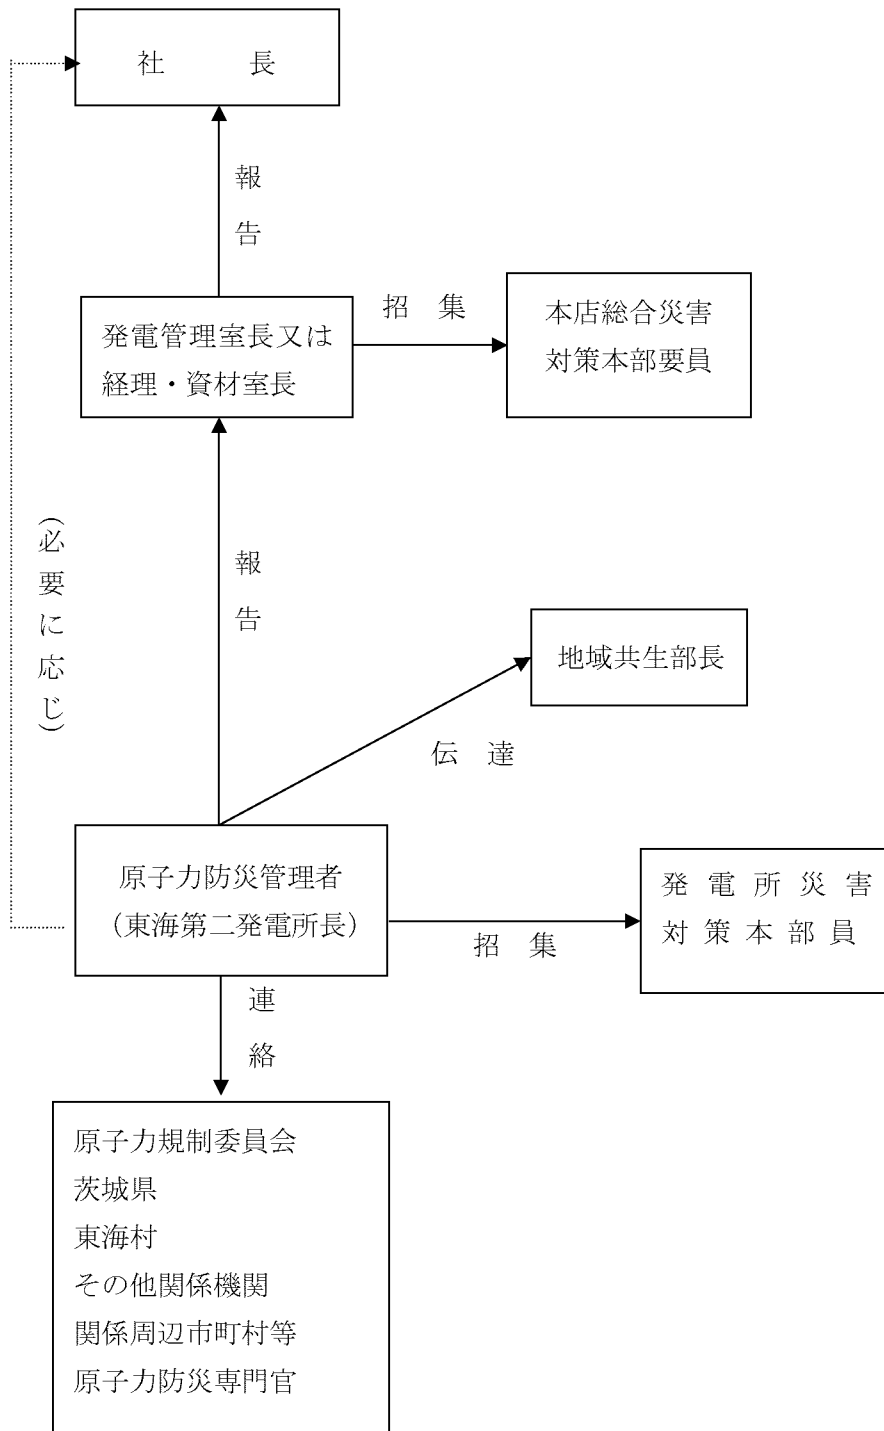 社長
報告
発電管理室長又は
経理・資材室長
招集
本店総合災害
対策本部要員
(必要に応じ)
報告
地域共生部長
伝達
原子力防災管理者
（東海第二発電所長）
招集
発電所災害
対策本部員
連絡
原子力規制委員会
茨城県
東海村
その他関係機関
関係周辺市町村等
原子力防災専門官